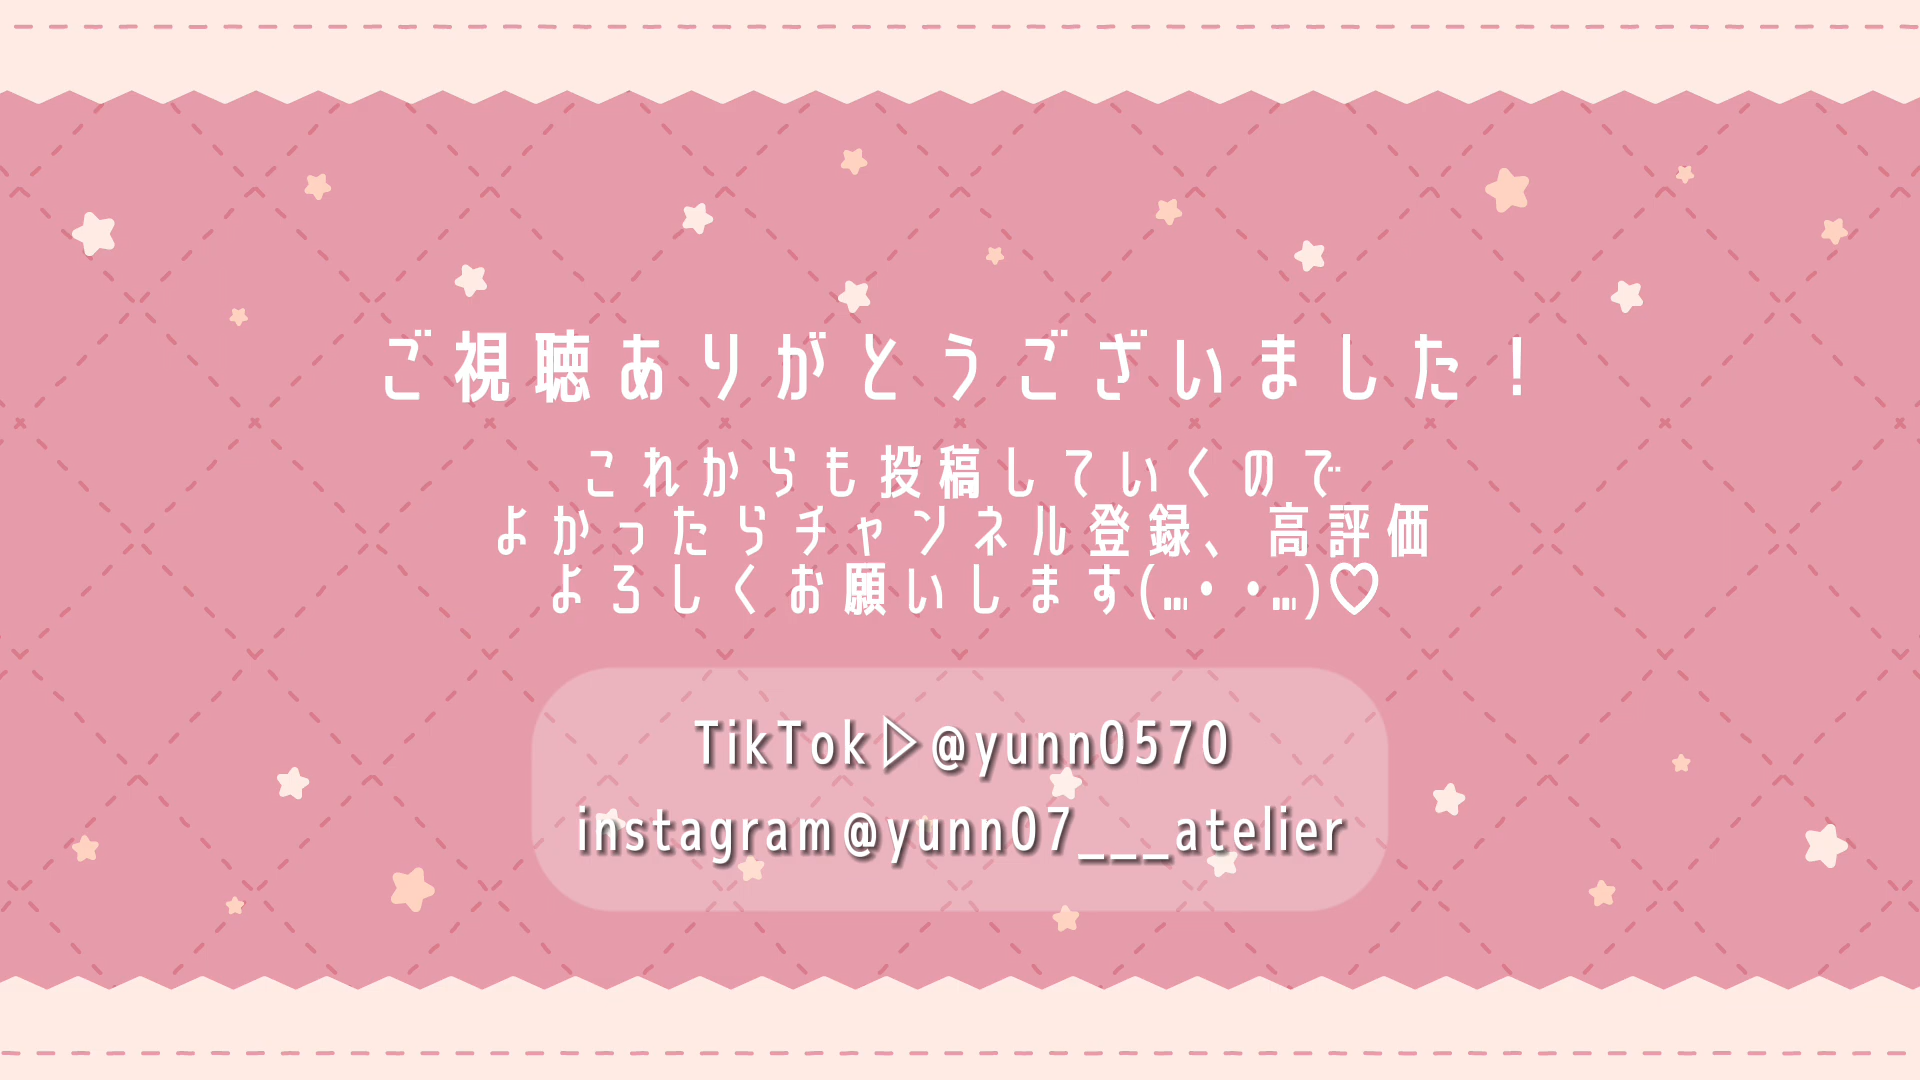 ご視聴ありがとうございました！
これからも投稿していくので
よかったらチャンネル登録、高評価
よろしくお願いします(…・・…)♡
TikTok▷@yunn0570
instagram@yunn07___atelier